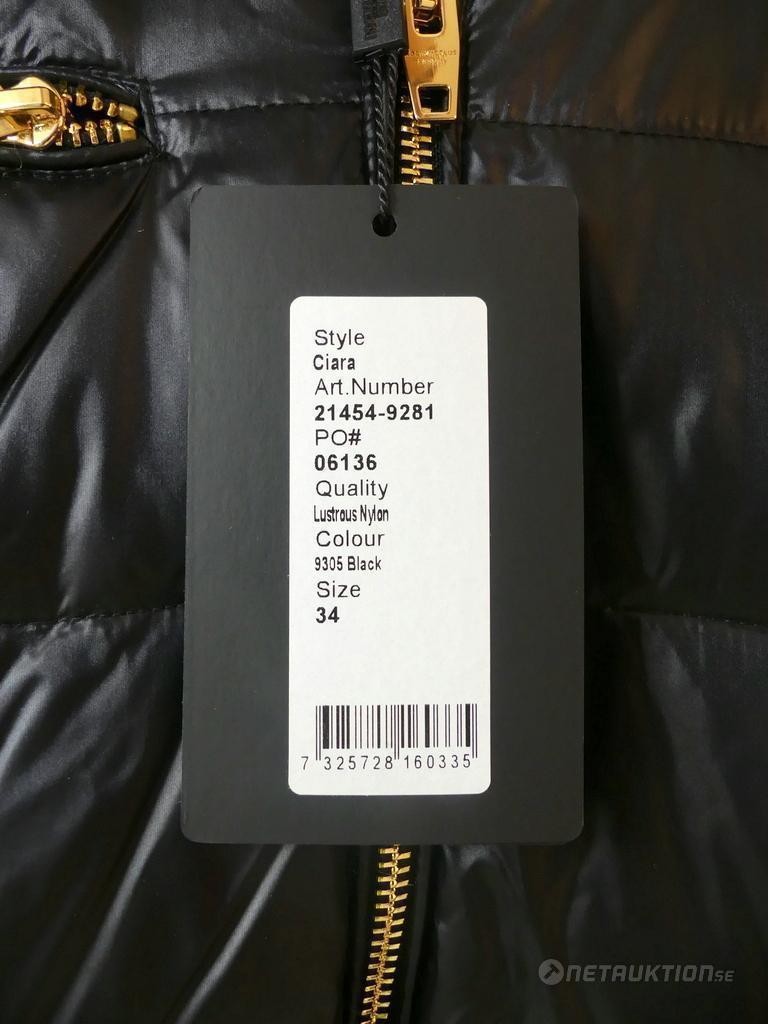 Style
Ciara
Art.Number
21454-9281
PO#
06136
Quality
Lustrous Nylon
Colour
9305 Black
Size
34
7 325728 160335
NETAUKTION.SE